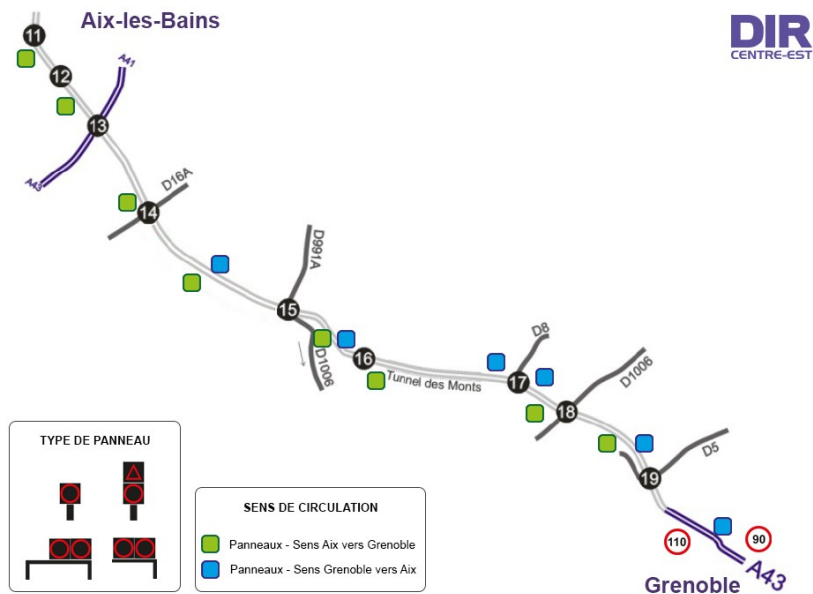 Aix-les-Bains
DIR
CENTRE-EST
11
12
A41
13
A43
D16A
14
D991A
15
D1006
16
Tunnel des Monts
D8
17
D1006
18
D5
19
110
90
A43
Grenoble
TYPE DE PANNEAU
SENS DE CIRCULATION
Panneaux - Sens Aix vers Grenoble
Panneaux - Sens Grenoble vers Aix